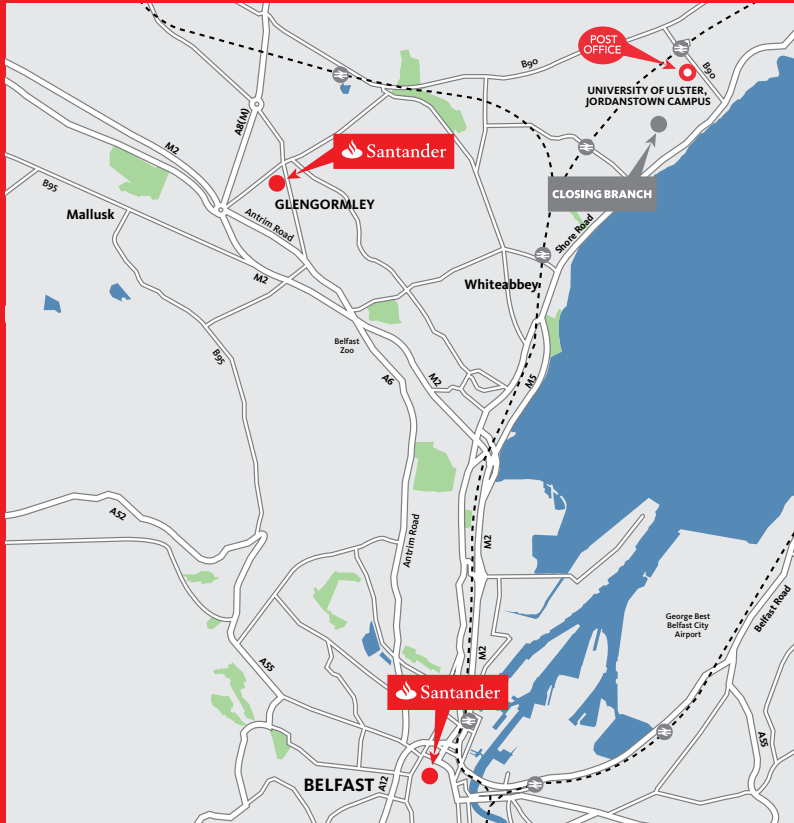 POST
OFFICE
B90
B90
UNIVERSITY OF ULSTER,
JORDANSTOWN CAMPUS
A8(M)
M2
Santander
CLOSING BRANCH
B95
GLENGORMLEY
Mallusk
Antrim Road
Shore Road
M2
Whiteabbey
Belfast
Zoo
B95
A6
M2
M5
A52
Antrim Road
M2
George Best
Belfast City
Airport
Belfast Road
M2
A55
Santander
A55
BELFAST
A12